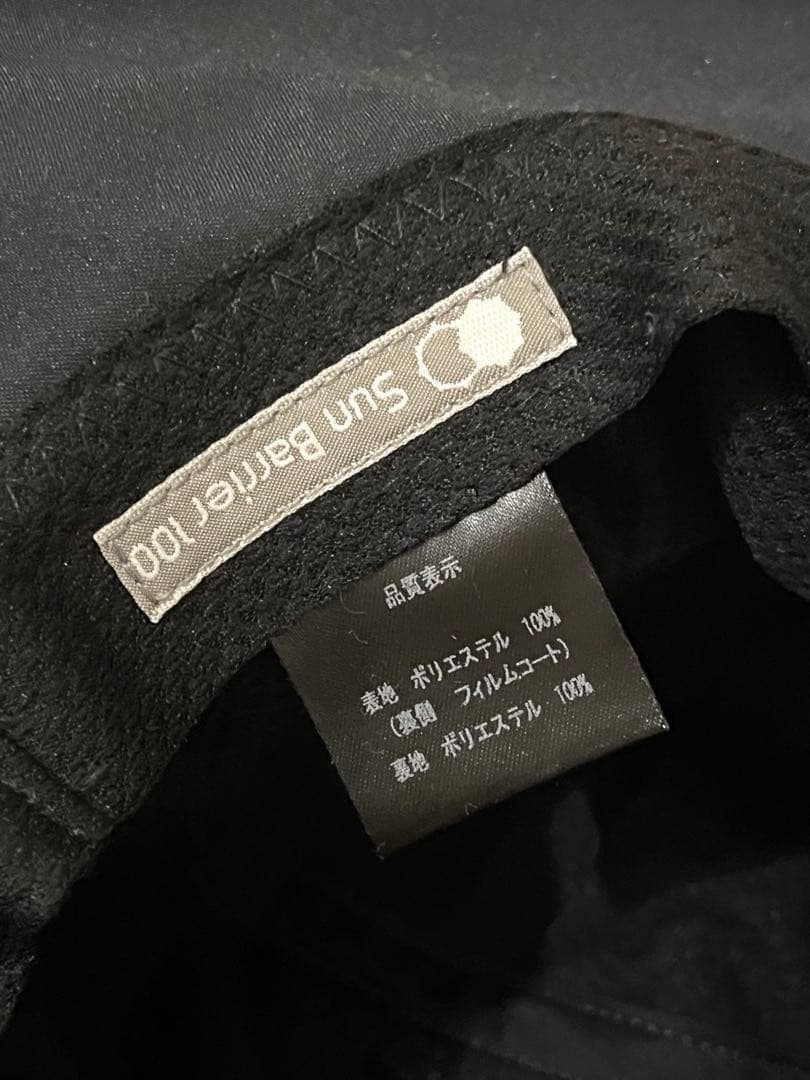 Sun Barrier 100
品質表示
表地 ポリエステル 100%
(裏側 フィルムコート)
裏地 ポリエステル 100%